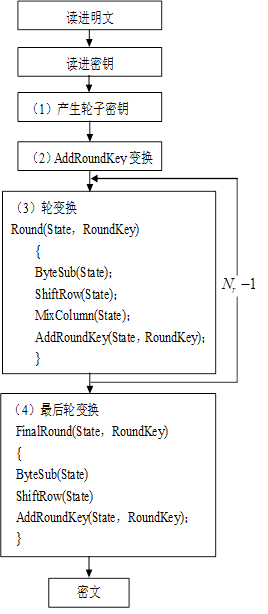 读进明文
读进密钥
（1）产生轮子密钥
（2）AddRoundKey 变换
（3）轮变换
Round(State，RoundKey)
{
ByteSub(State)；
ShiftRow(State)；
MixColumn(State)；
AddRoundKey(State，RoundKey)；
}
Nr −1
（4）最后轮变换
FinalRound(State，RoundKey)
{
ByteSub(State)
ShiftRow(State)
AddRoundKey(State，RoundKey)；
}
密文